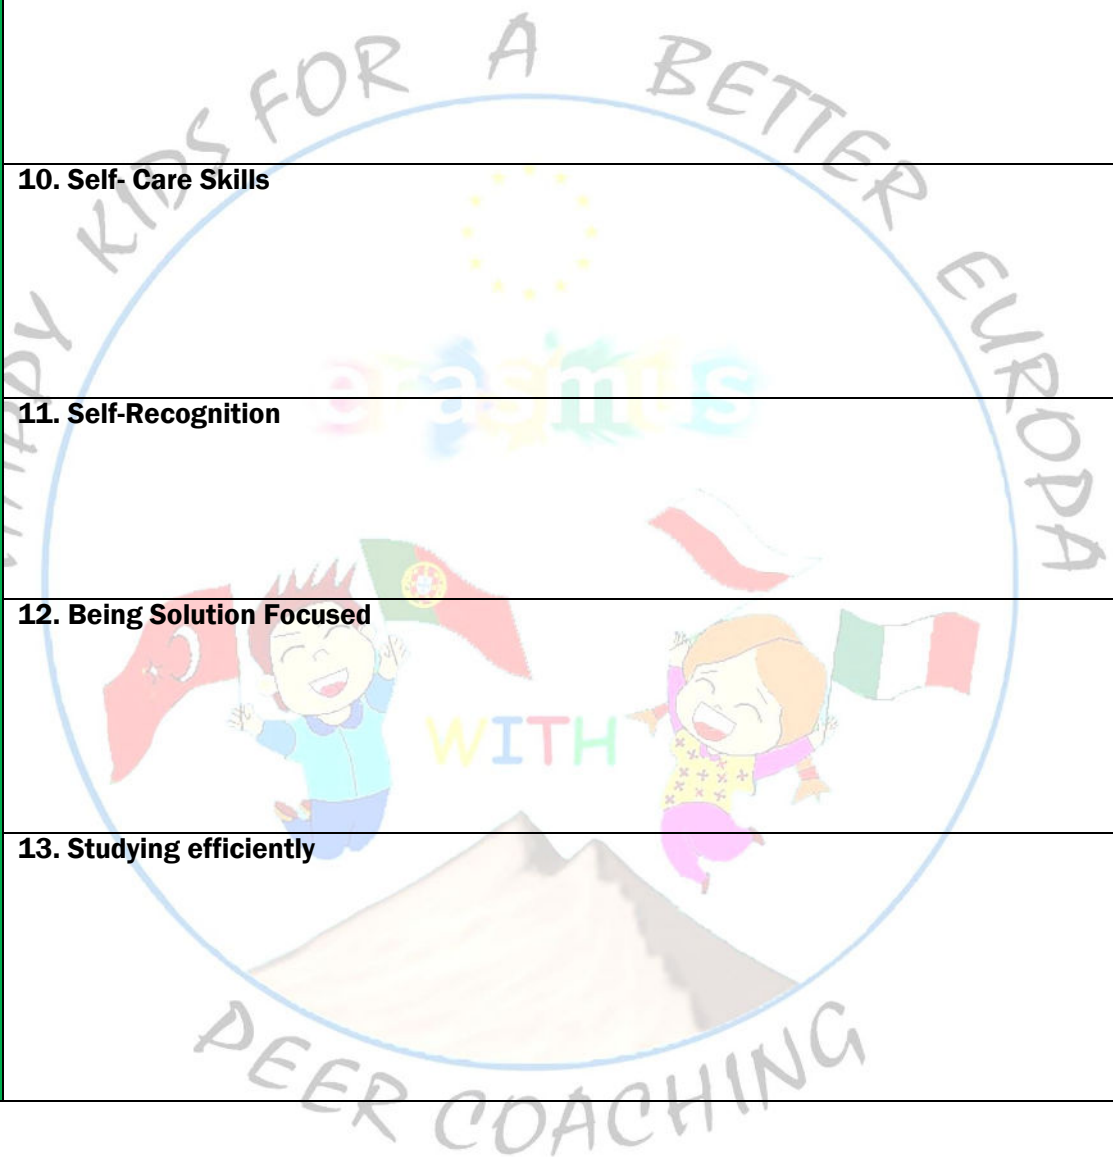 HAPPY KIDS FOR A BETTER EUROPA
10. Self- Care Skills
erasmus
11. Self-Recognition
12. Being Solution Focused
WITH
13. Studying efficiently
PEER COACHING